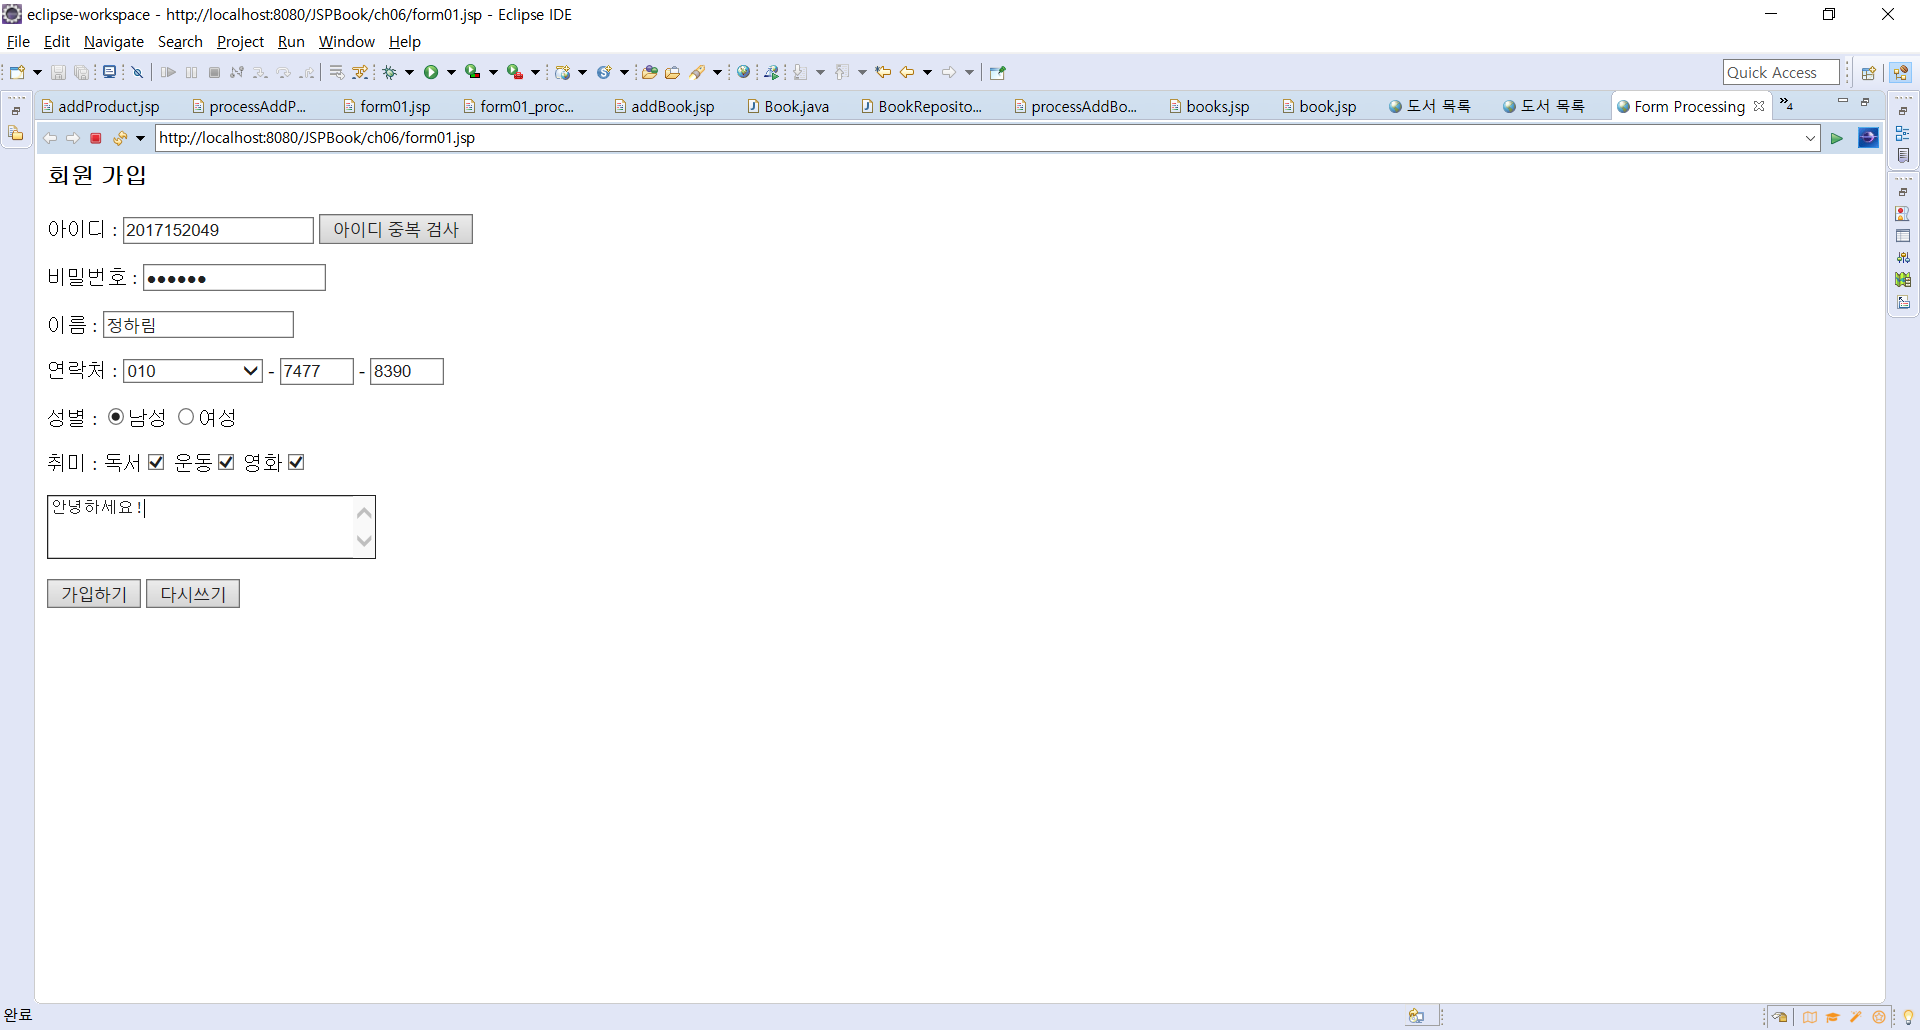 eclipse-workspace - http://localhost:8080/JSPBook/ch06/form01.jsp - Eclipse IDE
File Edit Navigate Search Project Run Window Help
Quick Access
addProduct.jsp processAddP... form01.jsp form01_proc... addBook.jsp Book.java BookReposito... processAddBo... books.jsp book.jsp 도서 목록 도서 목록 Form Processing »4
http://localhost:8080/JSPBook/ch06/form01.jsp
회원 가입
아이디 : 2017152049 아이디 중복 검사
비밀번호 : ●●●●●●
이름 : 정하림
연락처 : 010 - 7477 - 8390
성별 : 남성 여성
취미 : 독서 운동 영화
안녕하세요!
가입하기 다시쓰기
완료